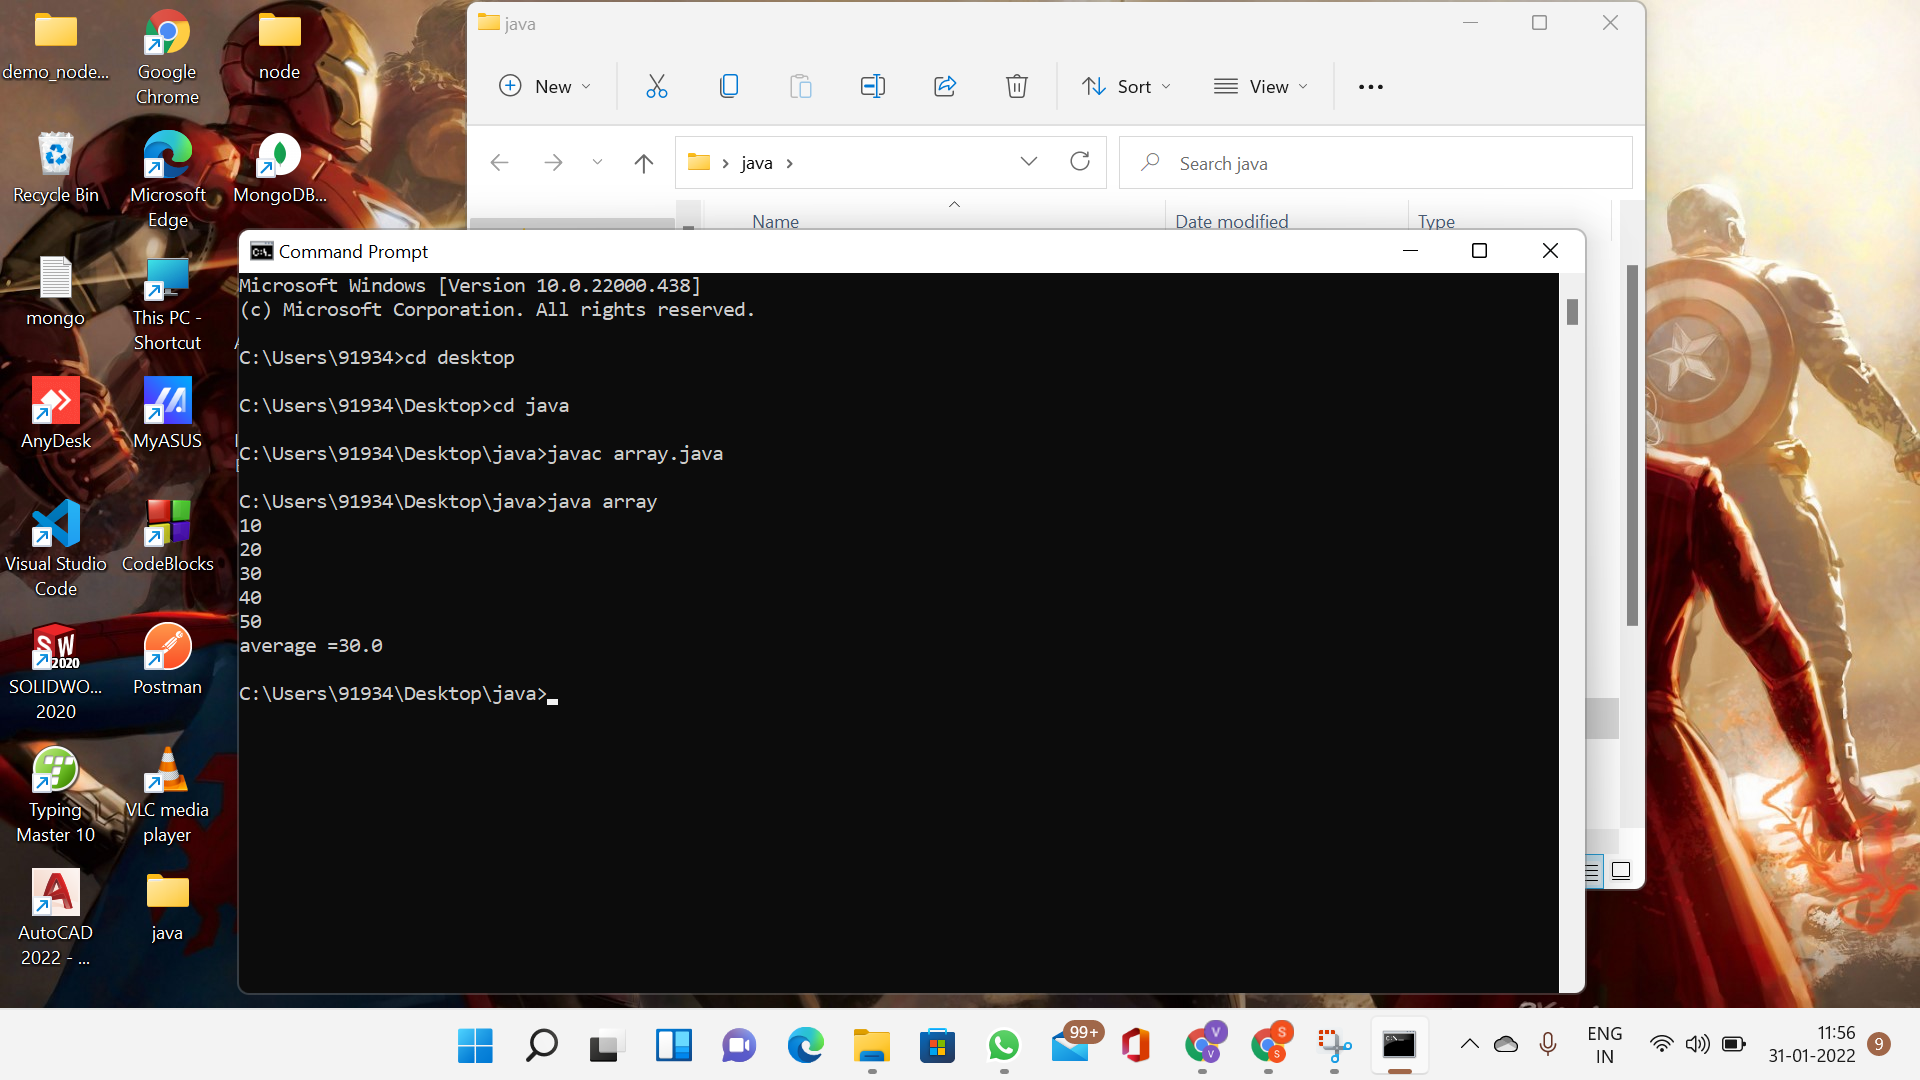 demo_node...
Google
Chrome
node
Recycle Bin
Microsoft
Edge
MongoDB...
mongo
This PC -
Shortcut
AnyDesk
MyASUS
Visual Studio
Code
CodeBlocks
SW
2020
SOLIDWO...
2020
Postman
Typing
Master 10
VLC media
player
AutoCAD
2022 - ...
java
java
New
Sort
View
java
Search java
Name
Date modified
Type
Command Prompt
Microsoft Windows [Version 10.0.22000.438]
(c) Microsoft Corporation. All rights reserved.
C:\Users\91934>cd desktop
C:\Users\91934\Desktop>cd java
C:\Users\91934\Desktop\java>javac array.java
C:\Users\91934\Desktop\java>java array
10
20
30
40
50
average =30.0
C:\Users\91934\Desktop\java>
99+
V
V
S
S
ENG
IN
11:56
31-01-2022
9